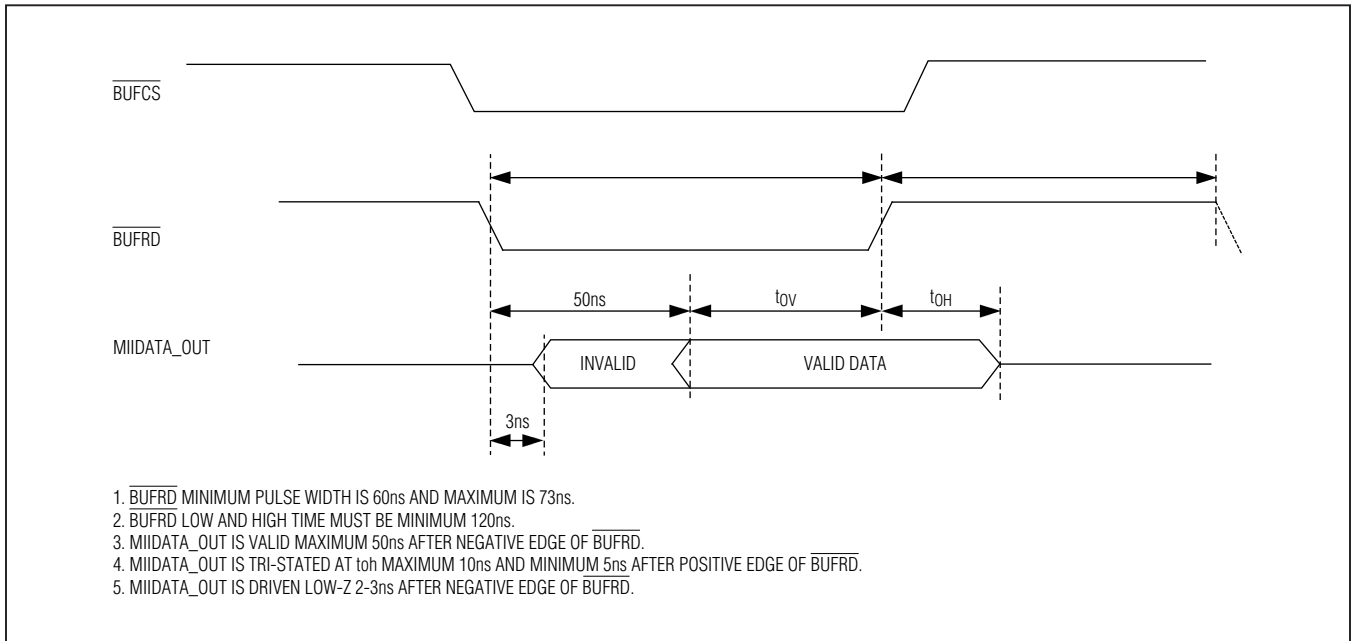 BUFCS
BUFRD
50ns tOV tOH
MIIDATA_OUT INVALID VALID DATA
3ns
1. BUFRD MINIMUM PULSE WIDTH IS 60ns AND MAXIMUM IS 73ns.
2. BUFRD LOW AND HIGH TIME MUST BE MINIMUM 120ns.
3. MIIDATA_OUT IS VALID MAXIMUM 50ns AFTER NEGATIVE EDGE OF BUFRD.
4. MIIDATA_OUT IS TRI-STATED AT toh MAXIMUM 10ns AND MINIMUM 5ns AFTER POSITIVE EDGE OF BUFRD.
5. MIIDATA_OUT IS DRIVEN LOW-Z 2-3ns AFTER NEGATIVE EDGE OF BUFRD.